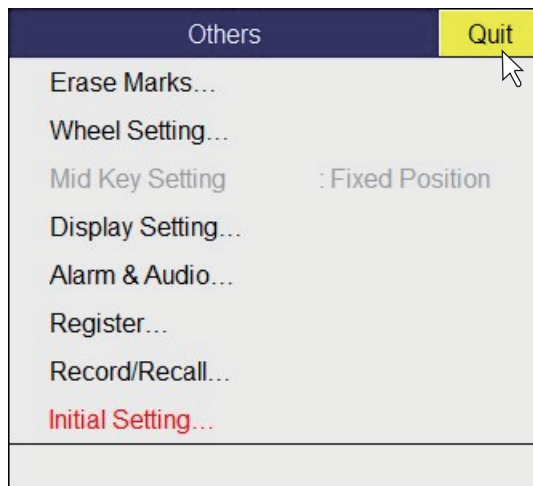 Others Quit
Erase Marks...
Wheel Setting...
Mid Key Setting : Fixed Position
Display Setting...
Alarm & Audio...
Register...
Record/Recall...
Initial Setting...